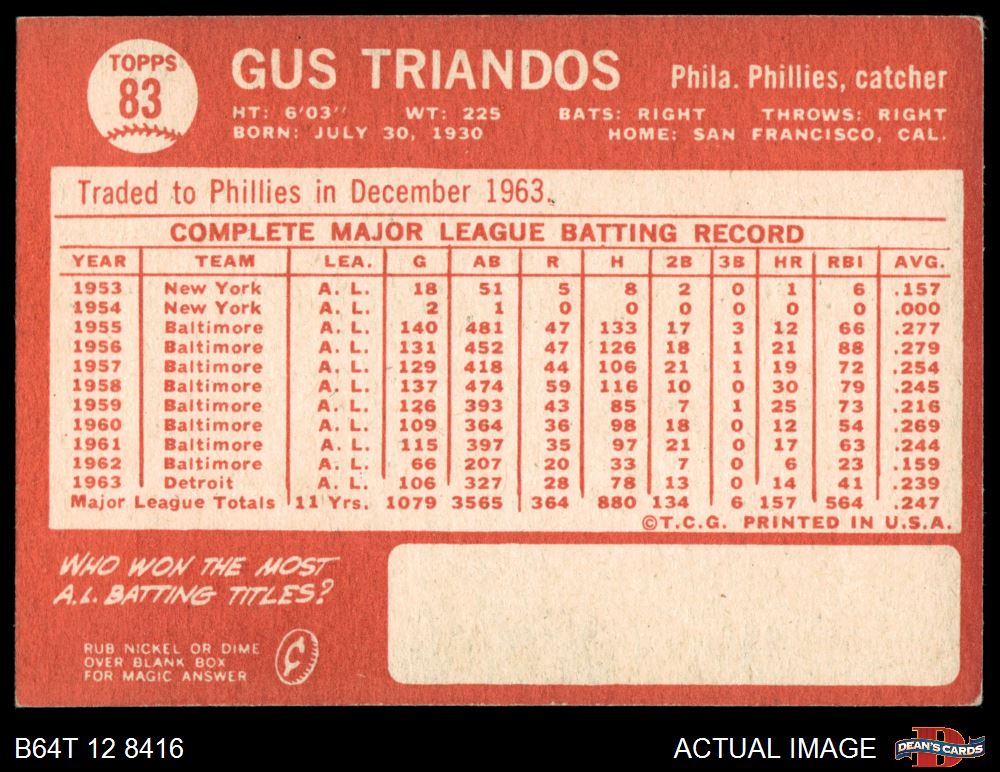 TOPPS
83
GUS TRIANDOS Phila. Phillies, catcher
HT: 6'03" WT: 225 BATS: RIGHT THROWS: RIGHT
BORN: JULY 30, 1930 HOME: SAN FRANCISCO, CAL.
Traded to Phillies in December 1963.
COMPLETE MAJOR LEAGUE BATTING RECORD
YEAR TEAM LEA. G AB R H 2B 3B HR RBI AVG.
1953 New York A. L. 18 51 5 8 2 0 1 6 .157
1954 New York A. L. 2 1 0 0 0 0 0 0 .000
1955 Baltimore A. L. 140 481 47 133 17 3 12 66 .277
1956 Baltimore A. L. 131 452 47 126 18 1 21 88 .279
1957 Baltimore A. L. 129 418 44 106 21 1 19 72 .254
1958 Baltimore A. L. 137 474 59 116 10 0 30 79 .245
1959 Baltimore A. L. 126 393 43 85 7 1 25 73 .216
1960 Baltimore A. L. 109 364 36 98 18 0 12 54 .269
1961 Baltimore A. L. 115 397 35 97 21 0 17 63 .244
1962 Baltimore A. L. 66 207 20 33 7 0 6 23 .159
1963 Detroit A. L. 106 327 28 78 13 0 14 41 .239
Major League Totals 11 Yrs. 1079 3565 364 880 134 6 157 564 .247
©T.C.G. PRINTED IN U.S.A.
WHO WON THE MOST
A.L. BATTING TITLES?
RUB NICKEL OR DIME
OVER BLANK BOX
FOR MAGIC ANSWER
¢
B64T 12 8416 ACTUAL IMAGE
D
DEAN'S CARDS